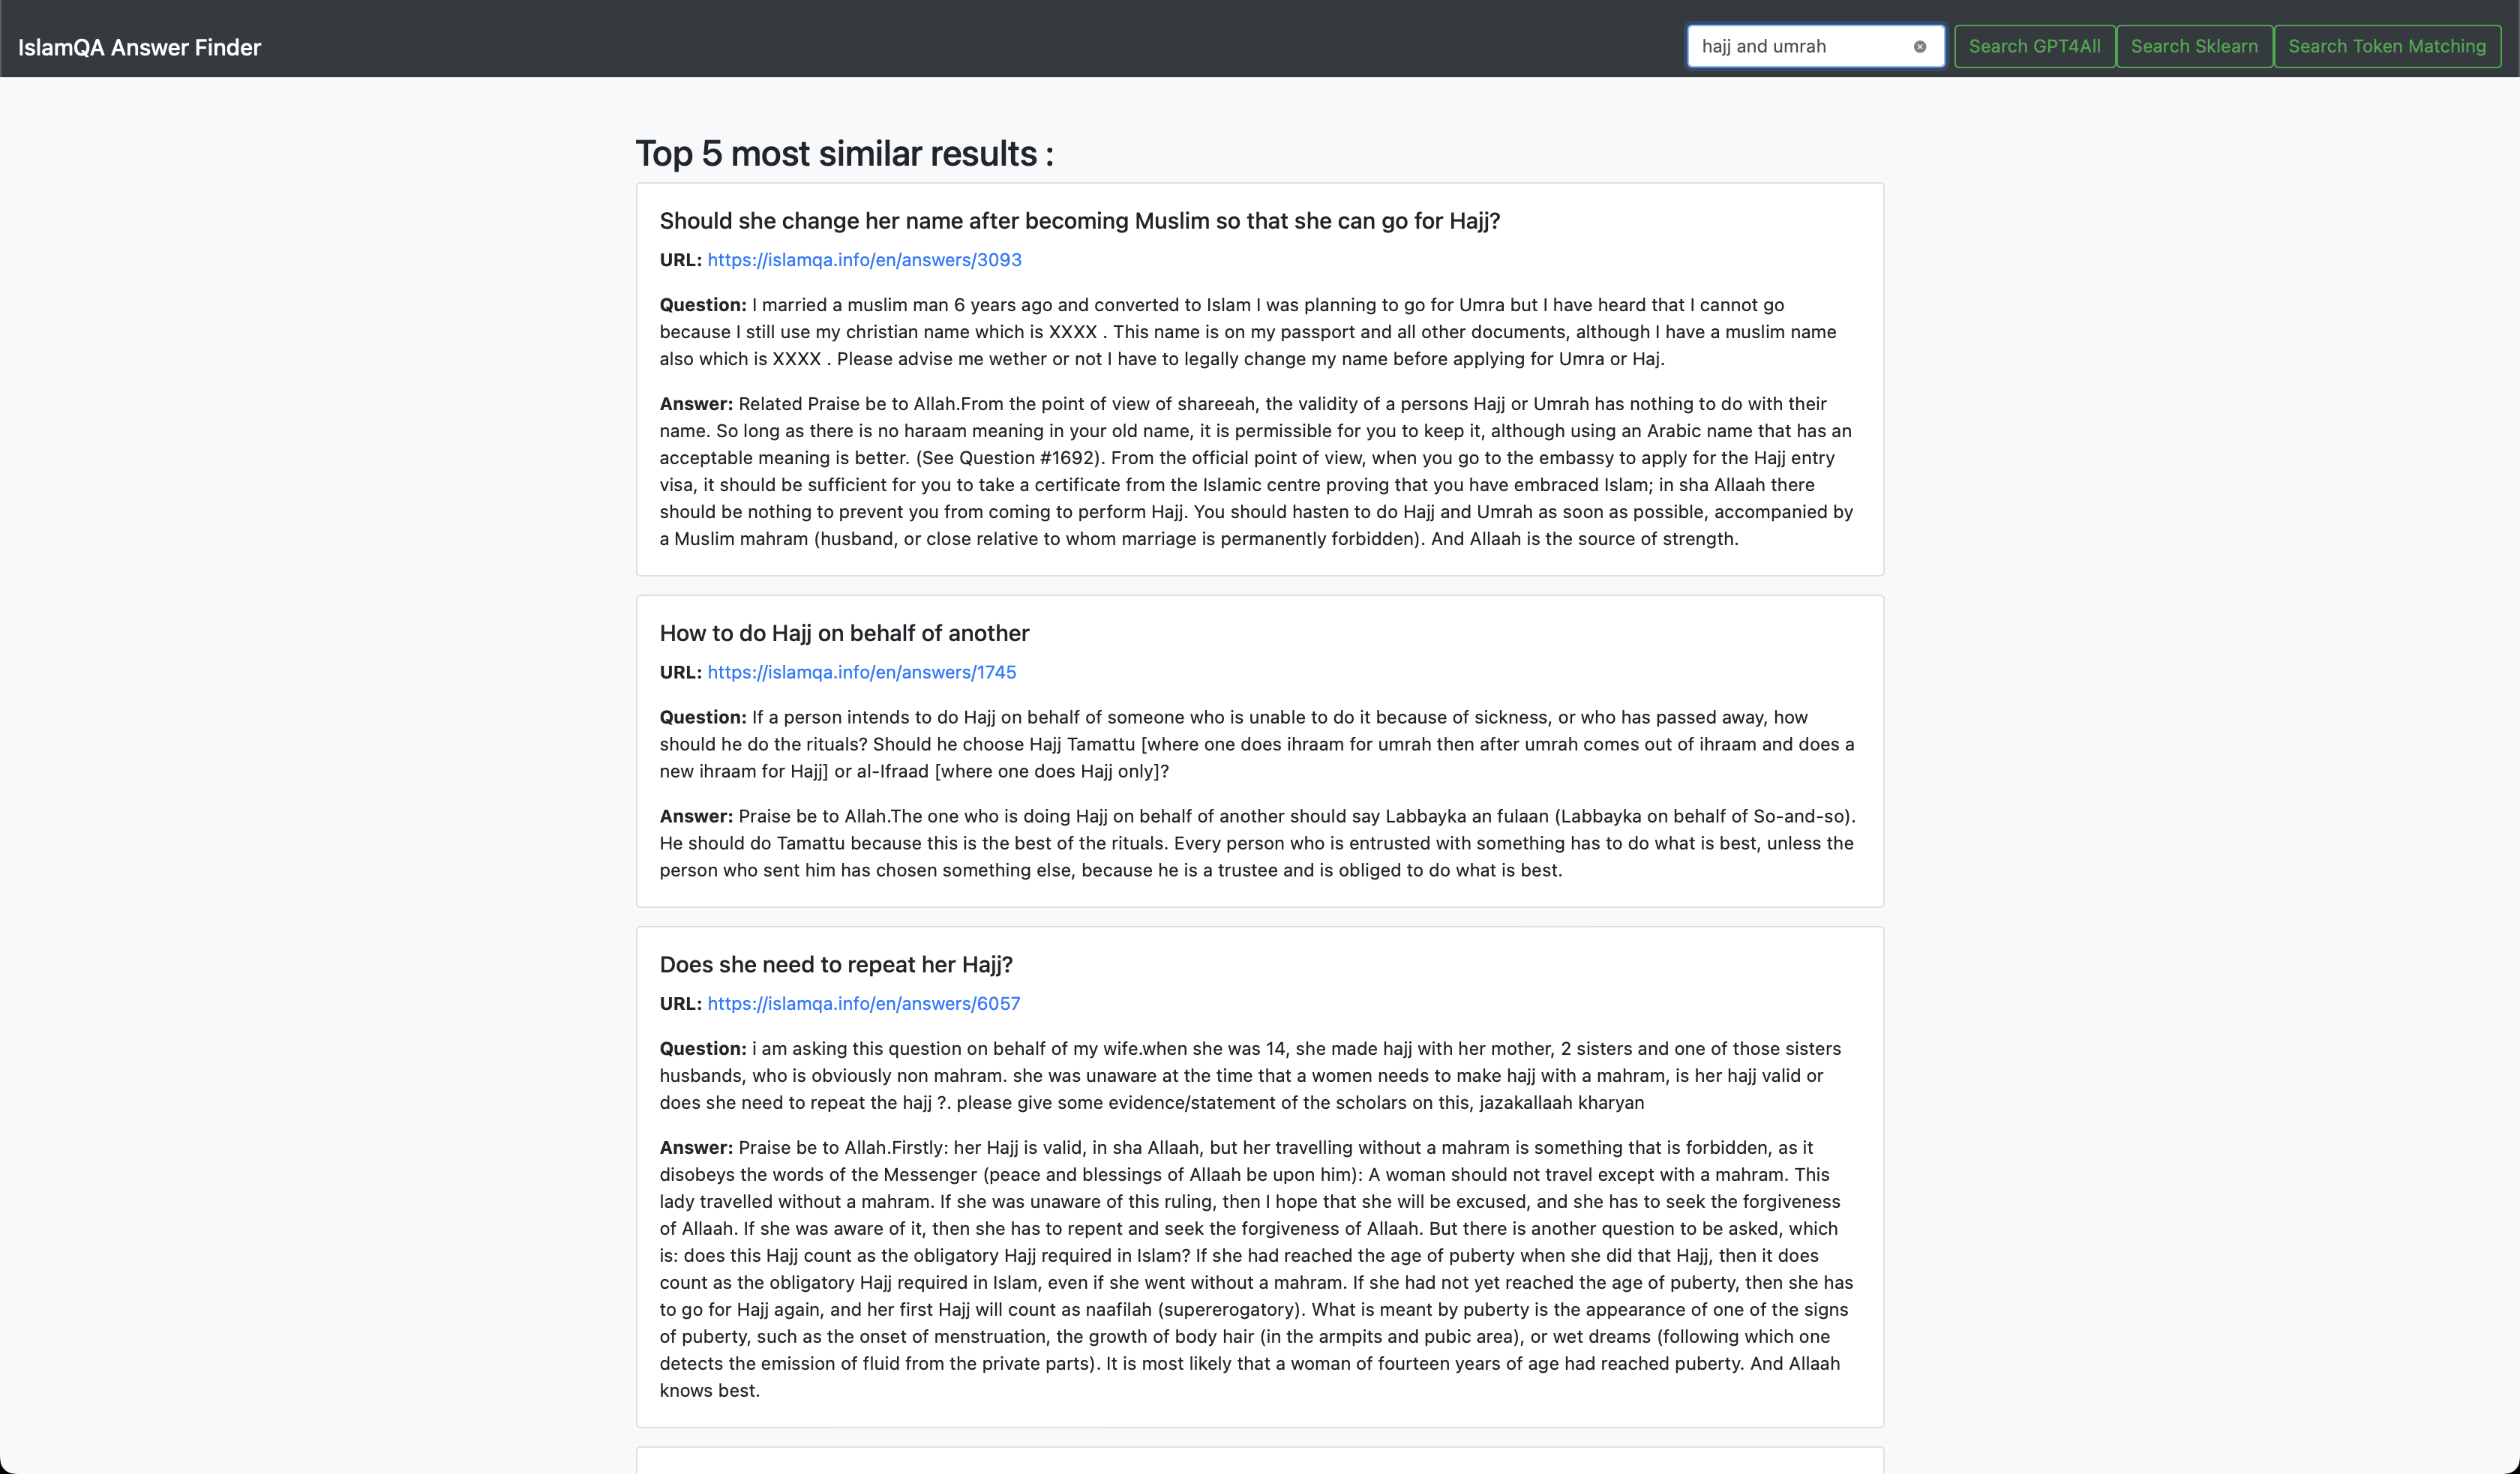 IslamQA Answer Finder
hajj and umrah
Search GPT4All
Search Sklearn
Search Token Matching
Top 5 most similar results :
Should she change her name after becoming Muslim so that she can go for Hajj?
URL: https://islamqa.info/en/answers/3093
Question: I married a muslim man 6 years ago and converted to Islam I was planning to go for Umra but I have heard that I cannot go
because I still use my christian name which is XXXX . This name is on my passport and all other documents, although I have a muslim name
also which is XXXX . Please advise me wether or not I have to legally change my name before applying for Umra or Haj.
Answer: Related Praise be to Allah.From the point of view of shareeah, the validity of a persons Hajj or Umrah has nothing to do with their
name. So long as there is no haraam meaning in your old name, it is permissible for you to keep it, although using an Arabic name that has an
acceptable meaning is better. (See Question #1692). From the official point of view, when you go to the embassy to apply for the Hajj entry
visa, it should be sufficient for you to take a certificate from the Islamic centre proving that you have embraced Islam; in sha Allaah there
should be nothing to prevent you from coming to perform Hajj. You should hasten to do Hajj and Umrah as soon as possible, accompanied by
a Muslim mahram (husband, or close relative to whom marriage is permanently forbidden). And Allaah is the source of strength.
How to do Hajj on behalf of another
URL: https://islamqa.info/en/answers/1745
Question: If a person intends to do Hajj on behalf of someone who is unable to do it because of sickness, or who has passed away, how
should he do the rituals? Should he choose Hajj Tamattu [where one does ihraam for umrah then after umrah comes out of ihraam and does a
new ihraam for Hajj] or al-Ifraad [where one does Hajj only]?
Answer: Praise be to Allah.The one who is doing Hajj on behalf of another should say Labbayka an fulaan (Labbayka on behalf of So-and-so).
He should do Tamattu because this is the best of the rituals. Every person who is entrusted with something has to do what is best, unless the
person who sent him has chosen something else, because he is a trustee and is obliged to do what is best.
Does she need to repeat her Hajj?
URL: https://islamqa.info/en/answers/6057
Question: i am asking this question on behalf of my wife.when she was 14, she made hajj with her mother, 2 sisters and one of those sisters
husbands, who is obviously non mahram. she was unaware at the time that a women needs to make hajj with a mahram, is her hajj valid or
does she need to repeat the hajj ?. please give some evidence/statement of the scholars on this, jazakallaah kharyan
Answer: Praise be to Allah.Firstly: her Hajj is valid, in sha Allaah, but her travelling without a mahram is something that is forbidden, as it
disobeys the words of the Messenger (peace and blessings of Allaah be upon him): A woman should not travel except with a mahram. This
lady travelled without a mahram. If she was unaware of this ruling, then I hope that she will be excused, and she has to seek the forgiveness
of Allaah. If she was aware of it, then she has to repent and seek the forgiveness of Allaah. But there is another question to be asked, which
is: does this Hajj count as the obligatory Hajj required in Islam? If she had reached the age of puberty when she did that Hajj, then it does
count as the obligatory Hajj required in Islam, even if she went without a mahram. If she had not yet reached the age of puberty, then she has
to go for Hajj again, and her first Hajj will count as naafilah (supererogatory). What is meant by puberty is the appearance of one of the signs
of puberty, such as the onset of menstruation, the growth of body hair (in the armpits and pubic area), or wet dreams (following which one
detects the emission of fluid from the private parts). It is most likely that a woman of fourteen years of age had reached puberty. And Allaah
knows best.